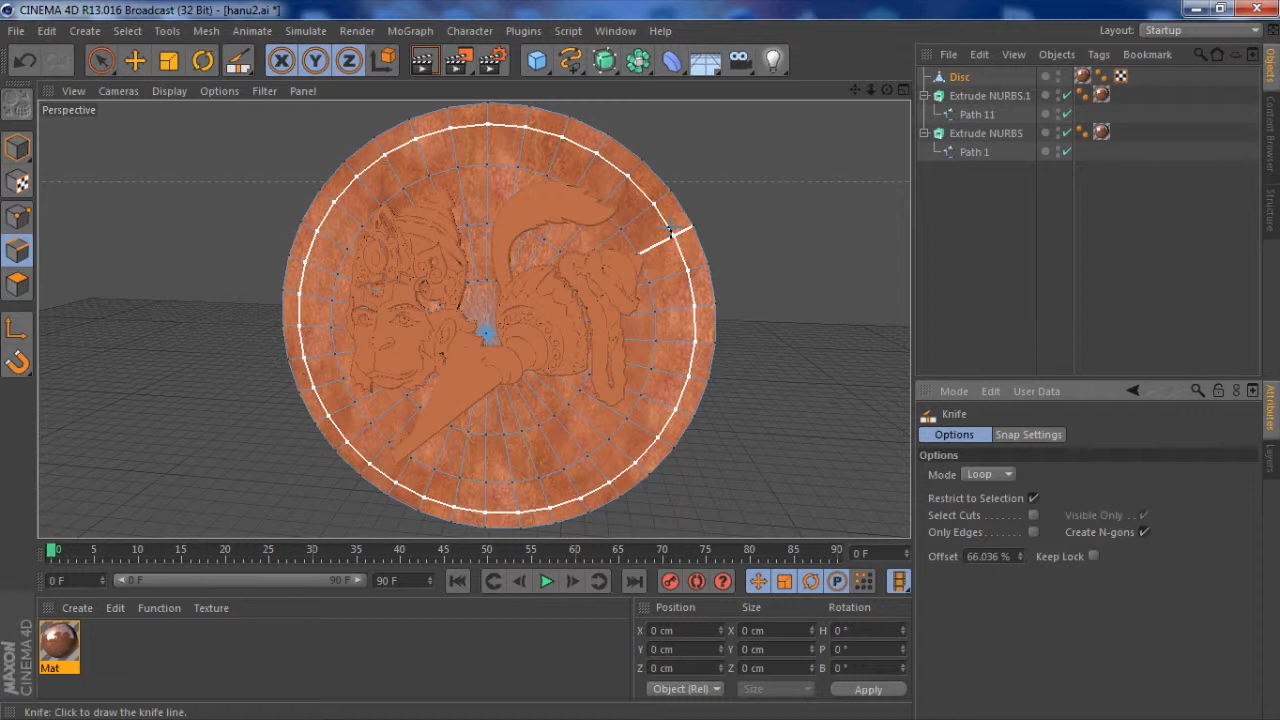 CINEMA 4D R13.016 Broadcast (32 Bit) - [hanu2.ai *]
File Edit Create Select Tools Mesh Animate Simulate Render MoGraph Character Plugins Script Window Help
Layout: Startup
X Y Z
File Edit View Objects Tags Bookmark
View Cameras Display Options Filter Panel
Perspective
Disc
Extrude NURBS.1
Path 11
Extrude NURBS
Path 1
Objects
Content Browser
Structure
Mode Edit User Data
Knife
Options Snap Settings
Options
Mode Loop
Restrict to Selection
Select Cuts Visible Only
Only Edges Create N-gons
Offset 66.036 % Keep Lock
Attributes
Layers
0 5 10 15 20 25 30 35 40 45 50 55 60 65 70 75 80 85 90 0 F
0 F 0 F 90 F 90 F
P
Create Edit Function Texture
Mat
Position Size Rotation
X 0 cm X 0 cm H 0 °
Y 0 cm Y 0 cm P 0 °
Z 0 cm Z 0 cm B 0 °
Object (Rel) Size Apply
MAXON CINEMA 4D
Knife: Click to draw the knife line.